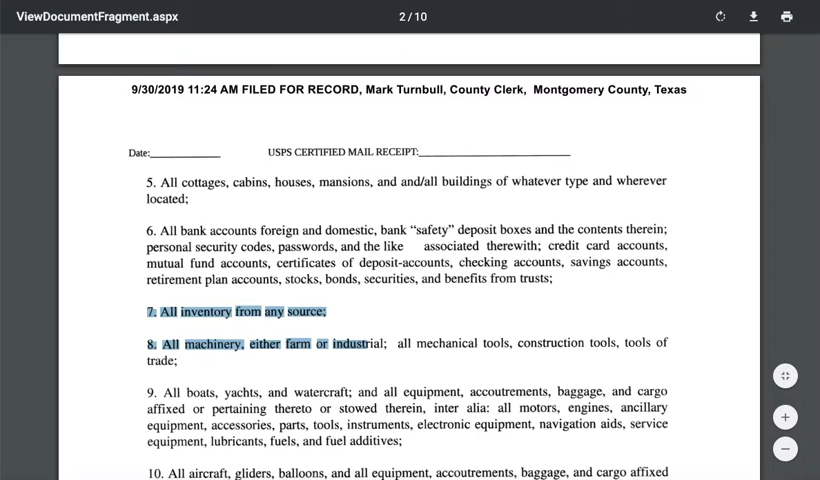 ViewDocumentFragment.aspx
2 / 10
9/30/2019 11:24 AM FILED FOR RECORD, Mark Turnbull, County Clerk, Montgomery County, Texas
Date:____________ USPS CERTIFIED MAIL RECEIPT:__________________________
5. All cottages, cabins, houses, mansions, and and/all buildings of whatever type and wherever
located;
6. All bank accounts foreign and domestic, bank “safety” deposit boxes and the contents therein;
personal security codes, passwords, and the like associated therewith; credit card accounts,
mutual fund accounts, certificates of deposit-accounts, checking accounts, savings accounts,
retirement plan accounts, stocks, bonds, securities, and benefits from trusts;
7. All inventory from any source;
8. All machinery, either farm or industrial; all mechanical tools, construction tools, tools of
trade;
9. All boats, yachts, and watercraft; and all equipment, accoutrements, baggage, and cargo
affixed or pertaining thereto or stowed therein, inter alia: all motors, engines, ancillary
equipment, accessories, parts, tools, instruments, electronic equipment, navigation aids, service
equipment, lubricants, fuels, and fuel additives;
10. All aircraft, gliders, balloons, and all equipment, accoutrements, baggage, and cargo affixed